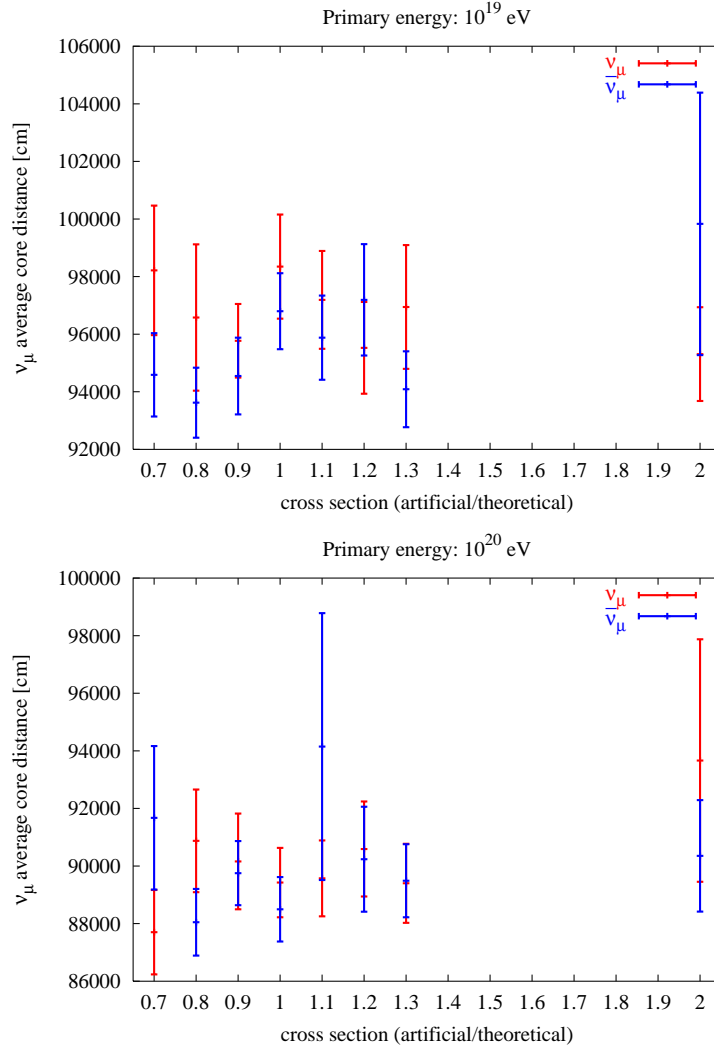 Primary energy: 10^19 eV
106000
104000
102000
100000
98000
96000
94000
92000
ν_μ average core distance [cm]
ν_μ
ν̅_μ
0.7 0.8 0.9 1 1.1 1.2 1.3 1.4 1.5 1.6 1.7 1.8 1.9 2
cross section (artificial/theoretical)
Primary energy: 10^20 eV
100000
98000
96000
94000
92000
90000
88000
86000
ν_μ average core distance [cm]
ν_μ
ν̅_μ
0.7 0.8 0.9 1 1.1 1.2 1.3 1.4 1.5 1.6 1.7 1.8 1.9 2
cross section (artificial/theoretical)